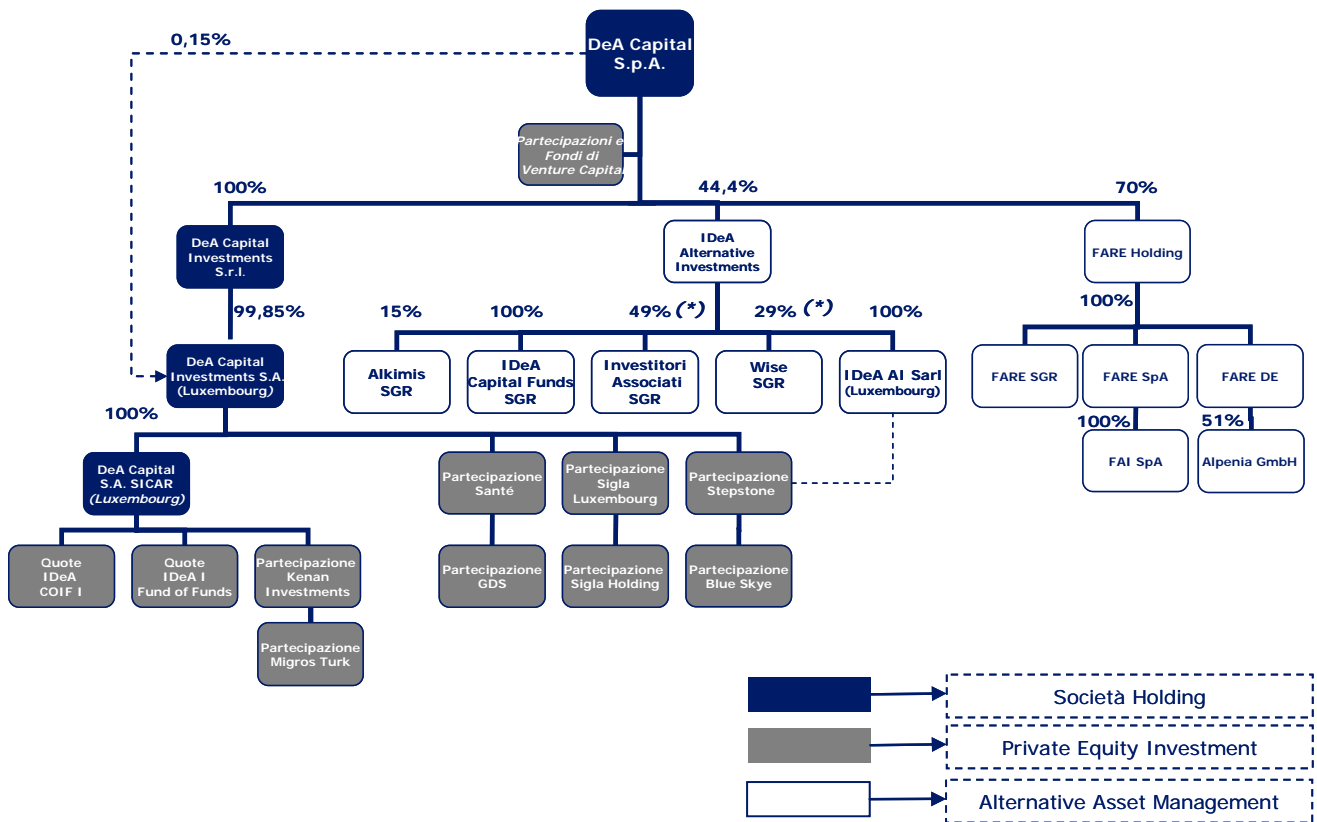 0,15%
DeA Capital
S.p.A.
Partecipazioni e
Fondi di
Venture Capital
100%
44,4%
70%
DeA Capital
Investments
S.r.l.
IDeA
Alternative
Investments
FARE Holding
99,85%
15%
100%
49% (*)
29% (*)
100%
100%
DeA Capital
Investments S.A.
(Luxembourg)
Alkimis
SGR
IDeA
Capital Funds
SGR
Investitori
Associati
SGR
Wise
SGR
IDeA AI Sarl
(Luxembourg)
FARE SGR
FARE SpA
FARE DE
100%
100%
51%
DeA Capital
S.A. SICAR
(Luxembourg)
Partecipazione
Santé
Partecipazione
Sigla
Luxembourg
Partecipazione
Stepstone
FAI SpA
Alpenia GmbH
Quote
IDeA
COIF I
Quote
IDeA I
Fund of Funds
Partecipazione
Kenan
Investments
Partecipazione
GDS
Partecipazione
Sigla Holding
Partecipazione
Blue Skye
Partecipazione
Migros Turk
Società Holding
Private Equity Investment
Alternative Asset Management